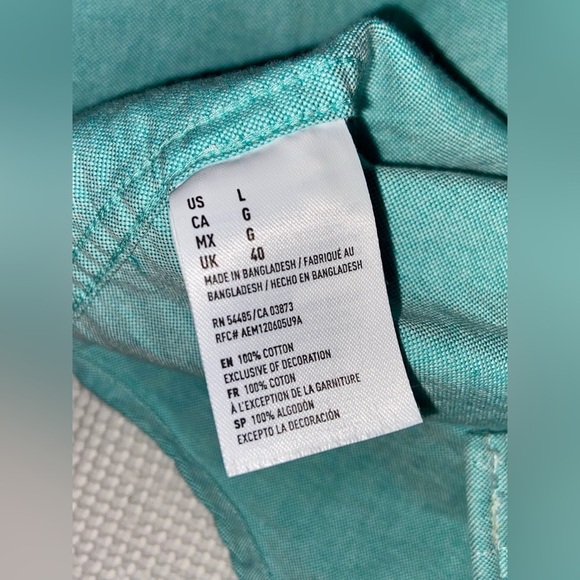 US L
CA G
MX G
UK 40
MADE IN BANGLADESH / FABRIQUÉ AU
BANGLADESH / HECHO EN BANGLADESH
RN 54485/CA 03873
RFC# AEM120605U9A
EN 100% COTTON
EXCLUSIVE OF DECORATION
FR 100% COTON
À L'EXCEPTION DE LA GARNITURE
SP 100% ALGODÓN
EXCEPTO LA DECORACIÓN